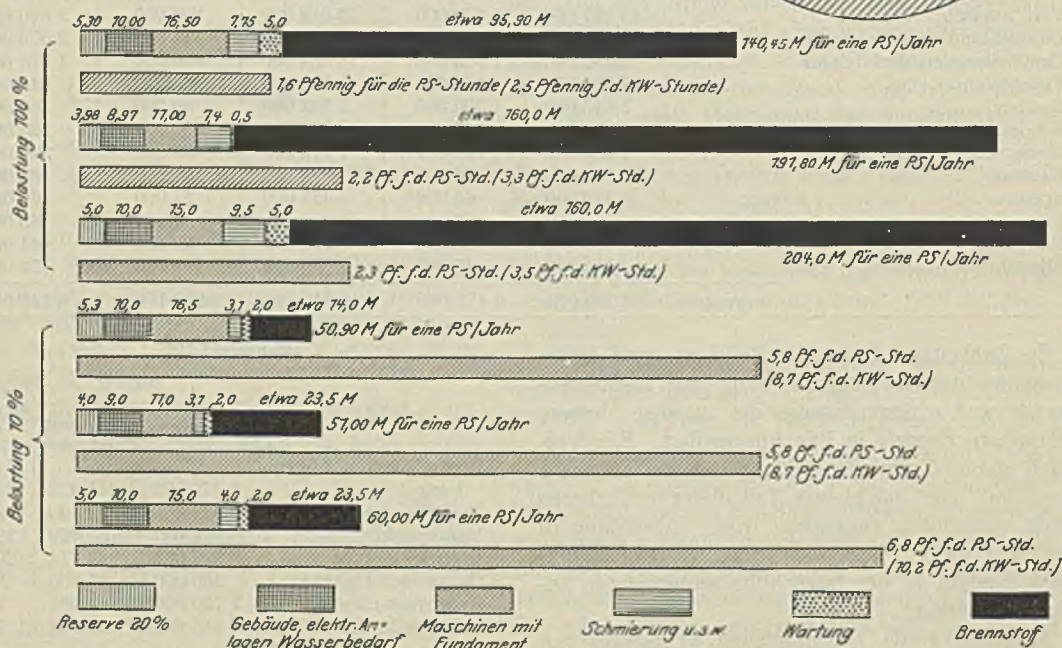 5,30 10,00 16,50 7,75 5,0 etwa 95,90 M
140,45 M für eine PS/Jahr
1,6 Pfennig für die PS-Stunde (2,5 Pfennig f.d. KW-Stunde)
3,98 8,97 11,00 7,4 0,5 etwa 160,0 M
191,80 M für eine PS/Jahr
2,2 Pf. f.d. PS-Std. (3,3 Pf. f.d. KW-Std.)
5,0 10,0 15,0 9,5 5,0 etwa 160,0 M
204,0 M für eine PS/Jahr
2,3 Pf. f.d. PS-Std. (3,5 Pf. f.d. KW-Std.)
Belastung 100 %
5,3 10,0 16,5 3,1 2,0 etwa 14,0 M
50,90 M für eine PS/Jahr
5,8 Pf. f.d. PS-Std.
(8,7 Pf. f.d. KW-Std.)
4,0 9,0 11,0 3,1 2,0 etwa 23,5 M
51,00 M für eine PS/Jahr
5,8 Pf. f.d. PS-Std.
(8,7 Pf. f.d. KW-Std.)
5,0 10,0 15,0 4,0 2,0 etwa 23,5 M
60,00 M für eine PS/Jahr
6,8 Pf. f.d. PS-Std.
(10,2 Pf. f.d. KW-Std.)
Belastung 10 %
Reserve 20%
Gebäude, elektr. An=
lagen Wasserbedarf
Maschinen mit
Fundament
Schmierung u.s.w.
Wartung
Brennstoff